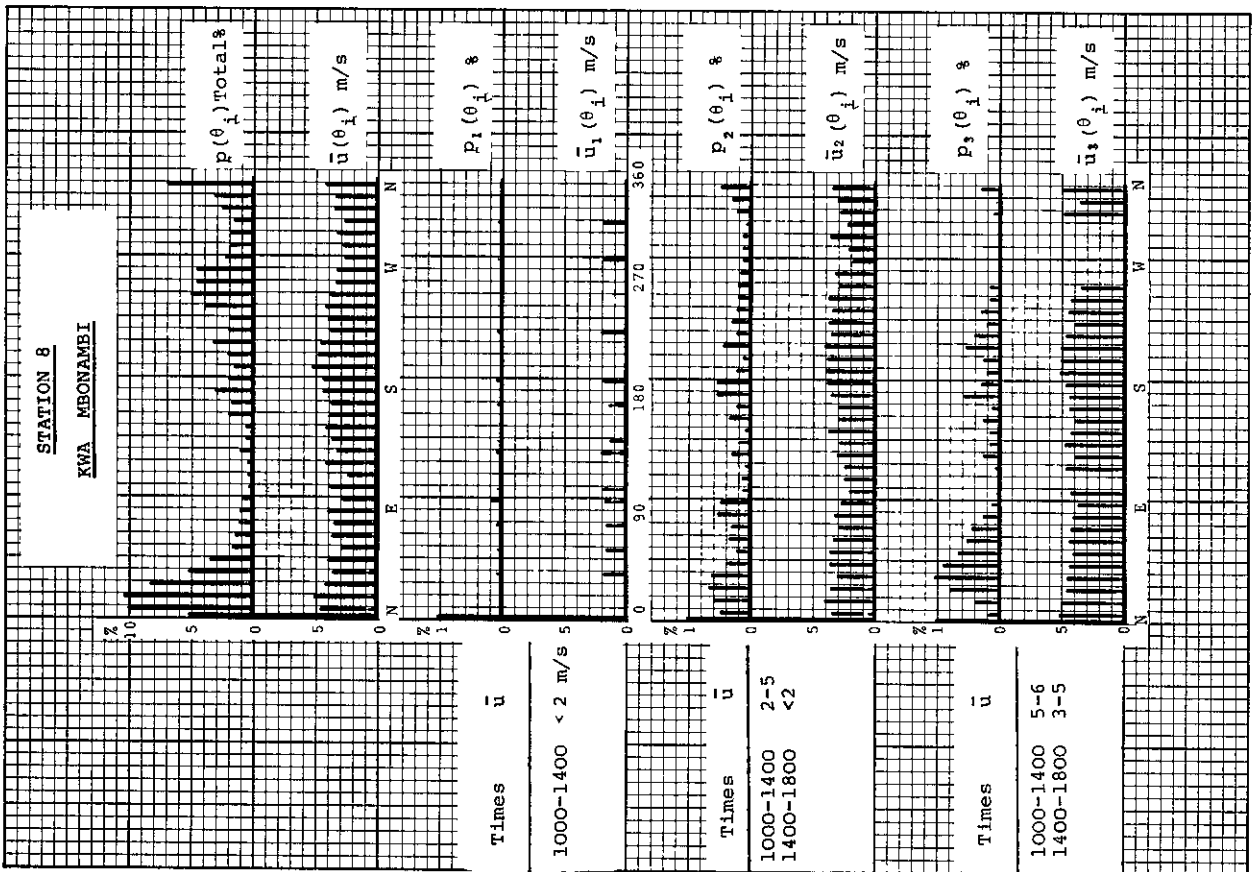 STATION 8
KWA MBONAMBI
%
10
5
0
p(θi)Total%
5
0
ū(θi) m/s
N E S W N
%
1
0
p1(θi) %
5
0
ū1(θi) m/s
0 90 180 270 360
%
1
0
p2(θi) %
5
0
ū2(θi) m/s
%
1
0
p3(θi) %
5
0
ū3(θi) m/s
N E S W N
Times ū
1000-1400 < 2 m/s
Times ū
1000-1400 2-5
1400-1800 <2
Times ū
1000-1400 5-6
1400-1800 3-5